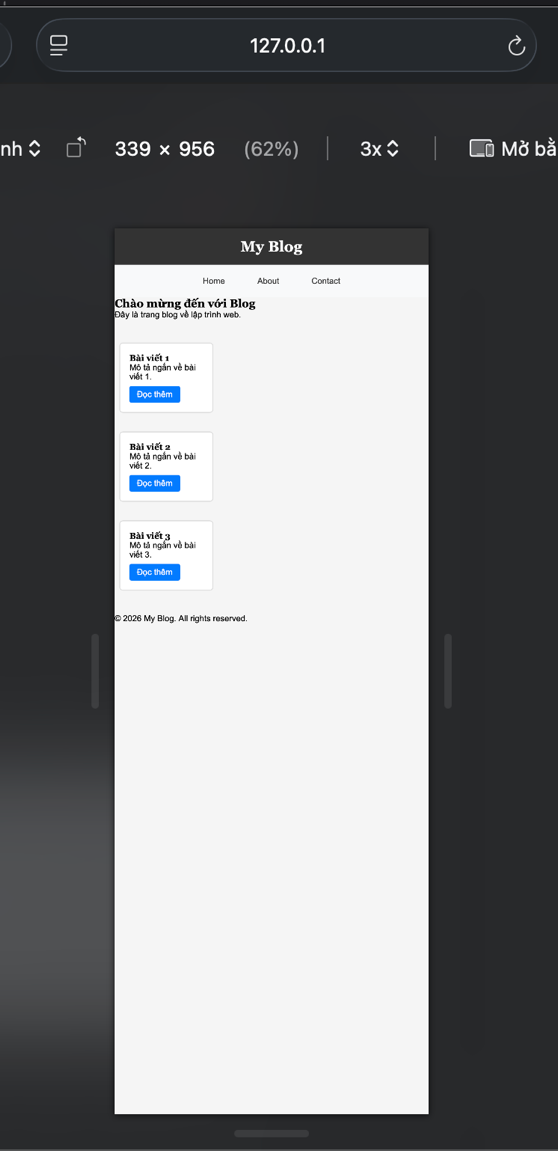 127.0.0.1
nh 339 × 956 (62%) 3x Mở bằ
My Blog
Home About Contact
Chào mừng đến với Blog
Đây là trang blog về lập trình web.
Bài viết 1
Mô tả ngắn về bài
viết 1.
Đọc thêm
Bài viết 2
Mô tả ngắn về bài
viết 2.
Đọc thêm
Bài viết 3
Mô tả ngắn về bài
viết 3.
Đọc thêm
© 2026 My Blog. All rights reserved.